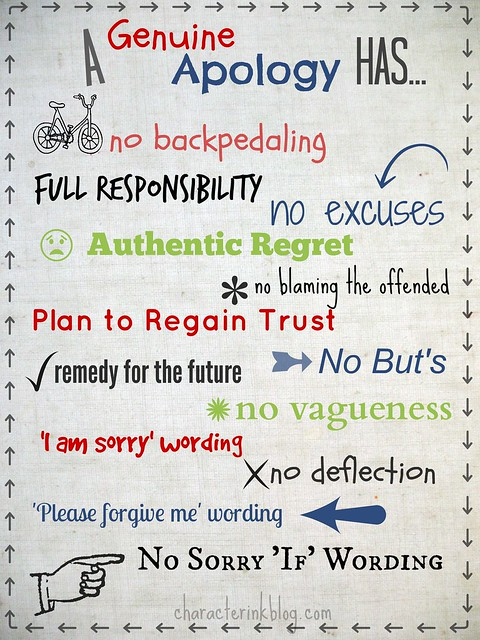 A Genuine
Apology HAS...
no backpedaling
FULL RESPONSIBILITY
no excuses
Authentic Regret
* no blaming the offended
Plan to Regain Trust
remedy for the future
No But's
no vagueness
'I am sorry' wording
no deflection
'Please forgive me' wording
No Sorry 'If' Wording
characterinkblog.com